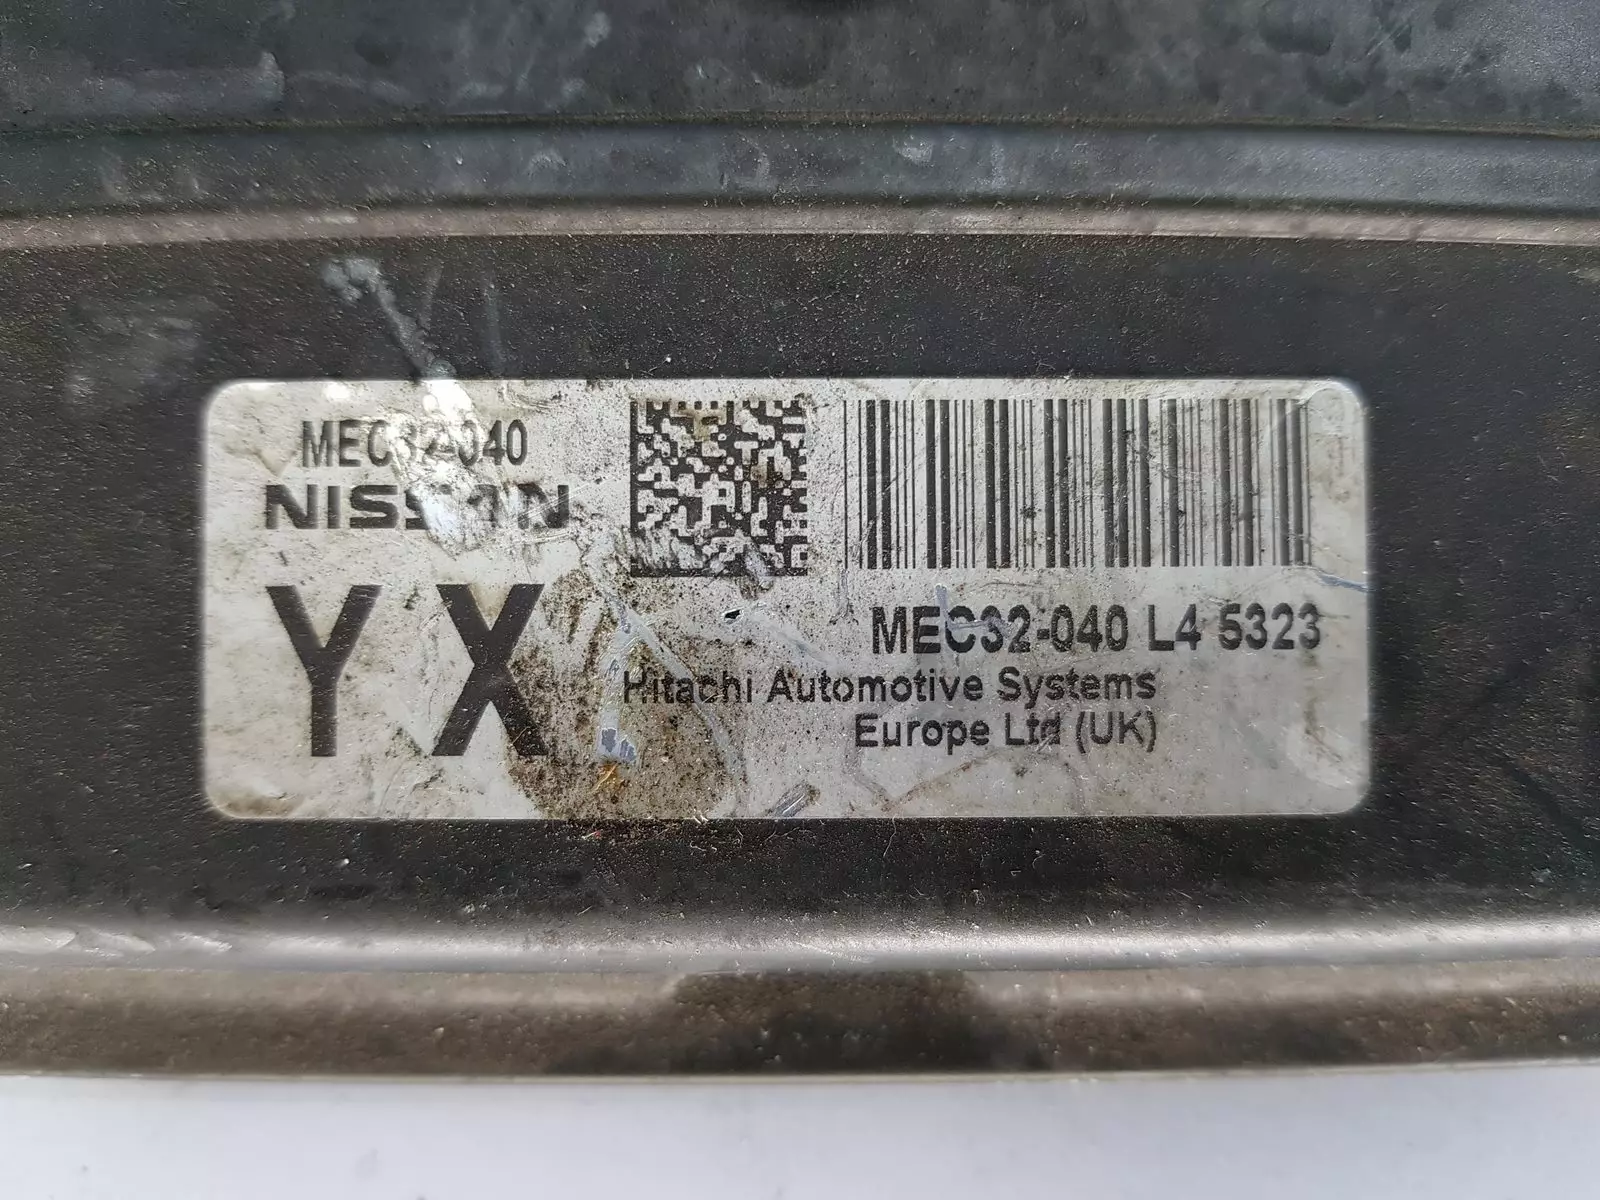 MEC32-040
NISSAN
YX
MEC32-040 L4 5323
Hitachi Automotive Systems
Europe Ltd (UK)